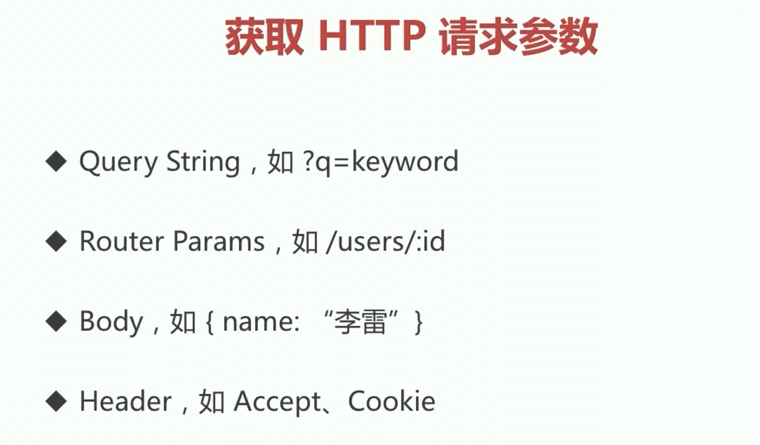 获取 HTTP 请求参数
◆ Query String，如 ?q=keyword
◆ Router Params，如 /users/:id
◆ Body，如 { name: “李雷” }
◆ Header，如 Accept、Cookie